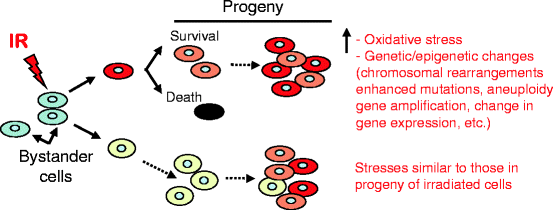 Progeny
IR
Survival
Death
Bystander
cells
- Oxidative stress
- Genetic/epigenetic changes
(chromosomal rearrangements
enhanced mutations, aneuploidy
gene amplification, change in
gene expression, etc.)
Stresses similar to those in
progeny of irradiated cells